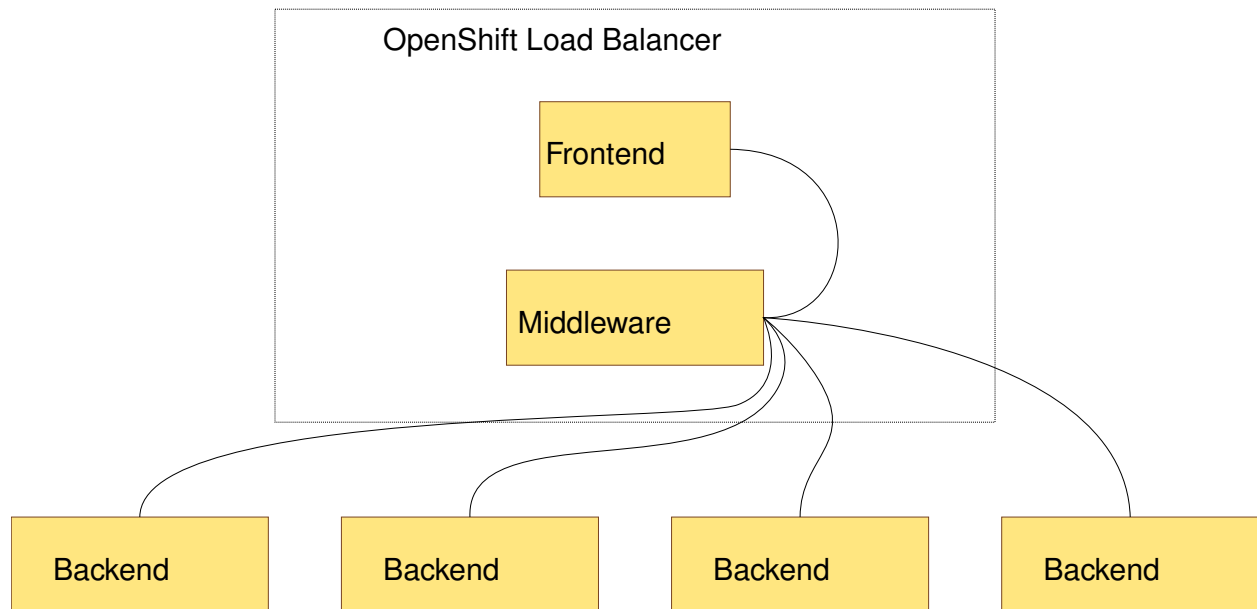 OpenShift Load Balancer
Frontend
Middleware
Backend
Backend
Backend
Backend